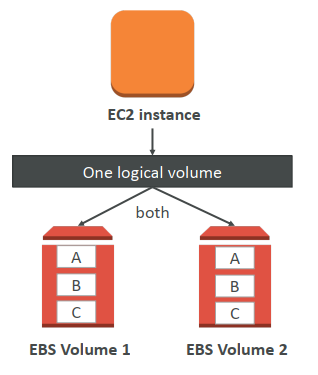 EC2 instance
One logical volume
both
A
B
C
A
B
C
EBS Volume 1
EBS Volume 2